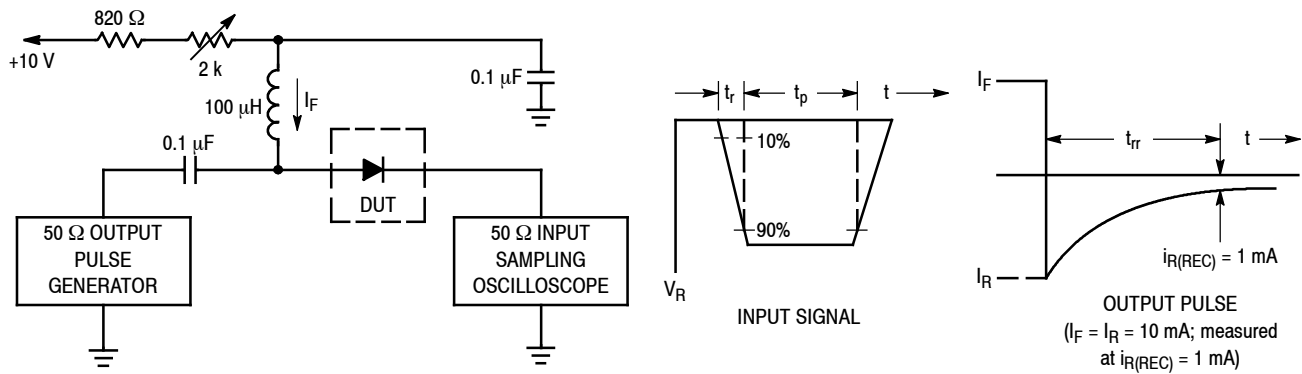 820 Ω
+10 V
2 k
100 μH
I_F
0.1 μF
0.1 μF
DUT
50 Ω OUTPUT
PULSE
GENERATOR
50 Ω INPUT
SAMPLING
OSCILLOSCOPE
t_r
t_p
t
10%
90%
V_R
INPUT SIGNAL
I_F
t_rr
t
I_R
i_R(REC) = 1 mA
OUTPUT PULSE
(I_F = I_R = 10 mA; measured
at i_R(REC) = 1 mA)